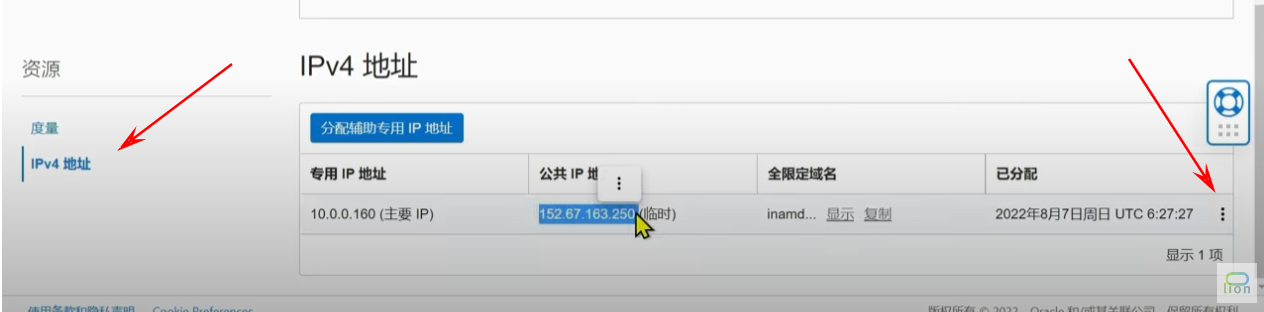 资源
IPv4 地址
度量
IPv4 地址
分配辅助专用 IP 地址
专用 IP 地址
公共 IP 地
全限定域名
已分配
10.0.0.160 (主要 IP)
152.67.163.250 (临时)
inamd... 显示 复制
2022年8月7日周日 UTC 6:27:27
显示 1 项
lion
使用条款和隐私声明 Cookie Preferences
版权所有 © 2022, Oracle 和/或其关联公司。保留所有权利